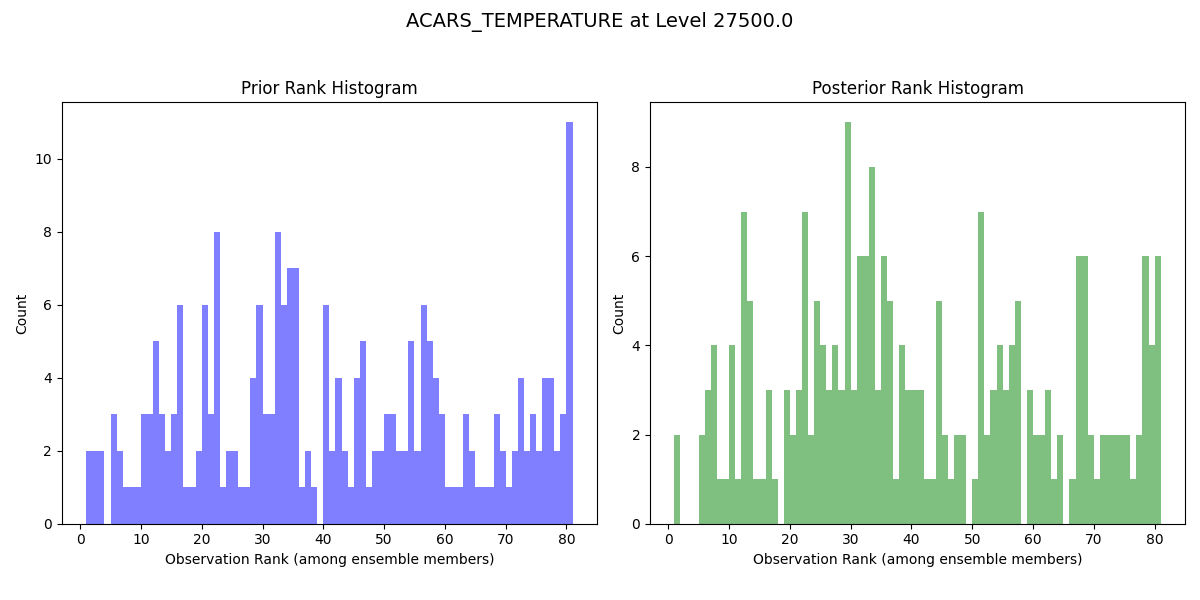 ACARS_TEMPERATURE at Level 27500.0
Prior Rank Histogram
Count
10
8
6
4
2
0
0 10 20 30 40 50 60 70 80
Observation Rank (among ensemble members)
Posterior Rank Histogram
Count
8
6
4
2
0
0 10 20 30 40 50 60 70 80
Observation Rank (among ensemble members)